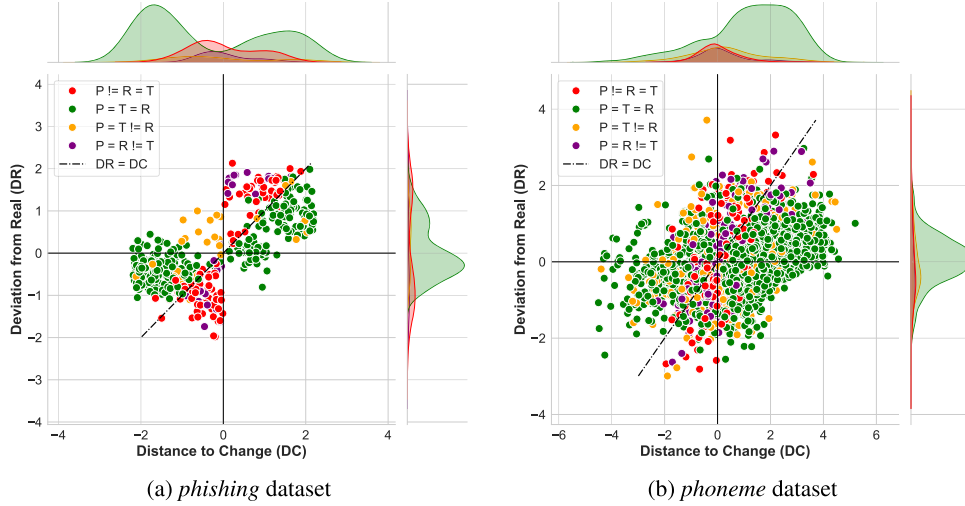 P != R = T
P = T = R
P = T != R
P = R != T
DR = DC
4
3
2
1
0
−1
−2
−3
−4
Deviation from Real (DR)
−4
−2
0
2
4
Distance to Change (DC)
(a) phishing dataset
P != R = T
P = T = R
P = T != R
P = R != T
DR = DC
4
2
0
−2
−4
Deviation from Real (DR)
−6
−4
−2
0
2
4
6
Distance to Change (DC)
(b) phoneme dataset